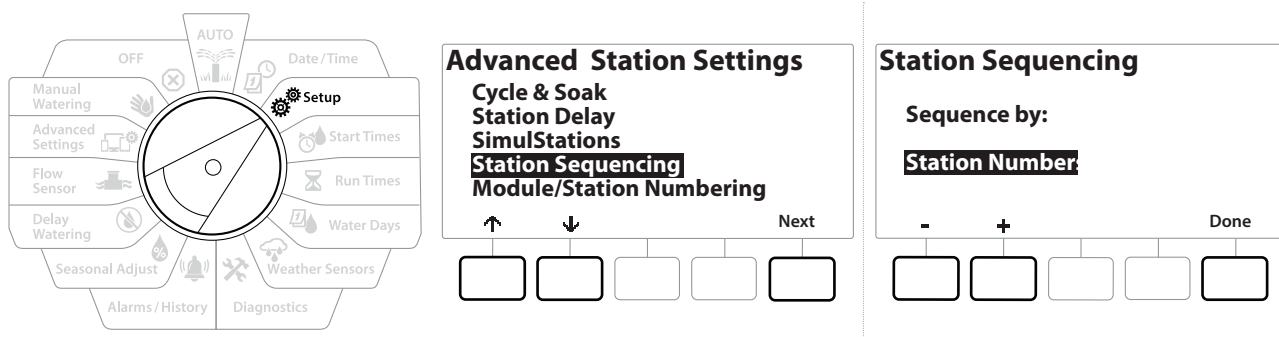 AUTO
OFF
Date/Time
Manual
Watering
Setup
Advanced
Settings
Start Times
Flow
Sensor
Run Times
Delay
Watering
Water Days
Seasonal Adjust
Weather Sensors
Alarms/History
Diagnostics
Advanced Station Settings
Cycle & Soak
Station Delay
SimulStations
Station Sequencing
Module/Station Numbering
Next
Station Sequencing
Sequence by:
Station Number
- +
Done